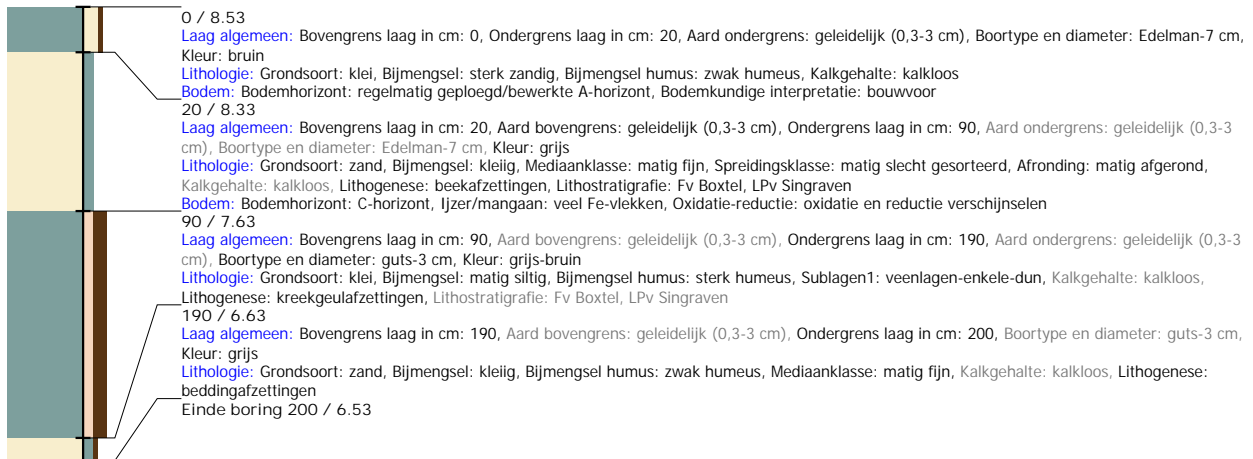 0 / 8.53
Laag algemeen: Bovengrens laag in cm: 0, Ondergrens laag in cm: 20, Aard ondergrens: geleidelijk (0,3-3 cm), Boortype en diameter: Edelman-7 cm,
Kleur: bruin
Lithologie: Grondsoort: klei, Bijmengsel: sterk zandig, Bijmengsel humus: zwak humeus, Kalkgehalte: kalkloos
Bodem: Bodemhorizont: regelmatig geploegd/bewerkte A-horizont, Bodemkundige interpretatie: bouwvoor
20 / 8.33
Laag algemeen: Bovengrens laag in cm: 20, Aard bovengrens: geleidelijk (0,3-3 cm), Ondergrens laag in cm: 90, Aard ondergrens: geleidelijk (0,3-3
cm), Boortype en diameter: Edelman-7 cm, Kleur: grijs
Lithologie: Grondsoort: zand, Bijmengsel: kleiig, Mediaanklasse: matig fijn, Spreidingsklasse: matig slecht gesorteerd, Afronding: matig afgerond,
Kalkgehalte: kalkloos, Lithogenese: beekafzettingen, Lithostratigrafie: Fv Boxtel, LPv Singraven
Bodem: Bodemhorizont: C-horizont, Ijzer/mangaan: veel Fe-vlekken, Oxidatie-reductie: oxidatie en reductie verschijnselen
90 / 7.63
Laag algemeen: Bovengrens laag in cm: 90, Aard bovengrens: geleidelijk (0,3-3 cm), Ondergrens laag in cm: 190, Aard ondergrens: geleidelijk (0,3-3
cm), Boortype en diameter: guts-3 cm, Kleur: grijs-bruin
Lithologie: Grondsoort: klei, Bijmengsel: matig siltig, Bijmengsel humus: sterk humeus, Sublagen1: veenlagen-enkele-dun, Kalkgehalte: kalkloos,
Lithogenese: kreekgeulafzettingen, Lithostratigrafie: Fv Boxtel, LPv Singraven
190 / 6.63
Laag algemeen: Bovengrens laag in cm: 190, Aard bovengrens: geleidelijk (0,3-3 cm), Ondergrens laag in cm: 200, Boortype en diameter: guts-3 cm,
Kleur: grijs
Lithologie: Grondsoort: zand, Bijmengsel: kleiig, Bijmengsel humus: zwak humeus, Mediaanklasse: matig fijn, Kalkgehalte: kalkloos, Lithogenese:
beddingafzettingen
Einde boring 200 / 6.53